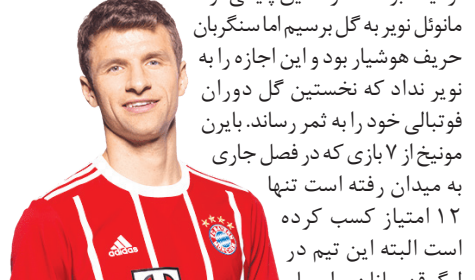 مانوئل نویر به گل برسیم اما سنگربان
حریف هوشیار بود و این اجازه را به
نویر نداد که نخستین گل دوران
فوتبالی خود را به ثمر رساند. بایرن
مونیخ از ۷ بازی که در فصل جاری
به میدان رفته است تنها
۱۲ امتیاز کسب کرده
است البته این تیم در
adidas